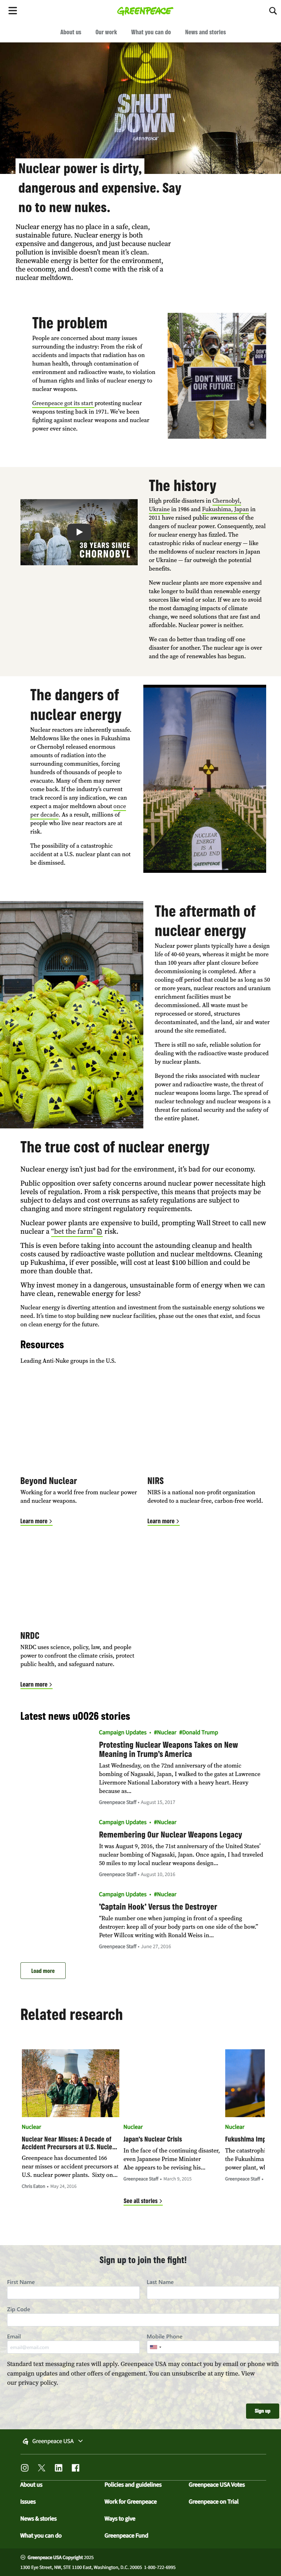 GREENPEACE
About us
Our work
What you can do
News and stories
SHUT
DOWN
GREENPEACE
Nuclear power is dirty,
dangerous and expensive. Say
no to new nukes.
Nuclear energy has no place in a safe, clean,
sustainable future. Nuclear energy is both
expensive and dangerous, and just because nuclear
pollution is invisible doesn't mean it's clean.
Renewable energy is better for the environment,
the economy, and doesn't come with the risk of a
nuclear meltdown.
The problem
People are concerned about many issues
surrounding the industry: From the risk of
accidents and impacts that radiation has on
human health, through contamination of
environment and radioactive waste, to violation
of human rights and links of nuclear energy to
nuclear weapons.
Greenpeace got its start protesting nuclear
weapons testing back in 1971. We've been
fighting against nuclear weapons and nuclear
power ever since.
DON'T NUKE
OUR FUTURE!
38 YEARS SINCE
CHORNOBYL
The history
High profile disasters in Chernobyl,
Ukraine in 1986 and Fukushima, Japan in
2011 have raised public awareness of the
dangers of nuclear power. Consequently, zeal
for nuclear energy has fizzled. The
catastrophic risks of nuclear energy — like
the meltdowns of nuclear reactors in Japan
or Ukraine — far outweigh the potential
benefits.
New nuclear plants are more expensive and
take longer to build than renewable energy
sources like wind or solar. If we are to avoid
the most damaging impacts of climate
change, we need solutions that are fast and
affordable. Nuclear power is neither.
We can do better than trading off one
disaster for another. The nuclear age is over
and the age of renewables has begun.
The dangers of
nuclear energy
Nuclear reactors are inherently unsafe.
Meltdowns like the ones in Fukushima
or Chernobyl released enormous
amounts of radiation into the
surrounding communities, forcing
hundreds of thousands of people to
evacuate. Many of them may never
come back. If the industry's current
track record is any indication, we can
expect a major meltdown about once
per decade. As a result, millions of
people who live near reactors are at
risk.
The possibility of a catastrophic
accident at a U.S. nuclear plant can not
be dismissed.
NUCLEAR
ENERGY
IS A
DEAD END
The aftermath of
nuclear energy
Nuclear power plants typically have a design
life of 40-60 years, whereas it might be more
than 100 years after plant closure before
decommissioning is completed. After a
cooling-off period that could be as long as 50
or more years, nuclear reactors and uranium
enrichment facilities must be
decommissioned. All waste must be
reprocessed or stored, structures
decontaminated, and the land, air and water
around the site remediated.
There is still no safe, reliable solution for
dealing with the radioactive waste produced
by nuclear plants.
Beyond the risks associated with nuclear
power and radioactive waste, the threat of
nuclear weapons looms large. The spread of
nuclear technology and nuclear weapons is a
threat for national security and the safety of
the entire planet.
The true cost of nuclear energy
Nuclear energy isn't just bad for the environment, it's bad for our economy.
Public opposition over safety concerns around nuclear power necessitate high
levels of regulation. From a risk perspective, this means that projects may be
subject to delays and cost overruns as safety regulations are subject to
changing and more stringent regulatory requirements.
Nuclear power plants are expensive to build, prompting Wall Street to call new
nuclear a "bet the farm" risk.
This is even before taking into account the astounding cleanup and health
costs caused by radioactive waste pollution and nuclear meltdowns. Cleaning
up Fukushima, if ever possible, will cost at least $100 billion and could be
more than double that.
Why invest money in a dangerous, unsustainable form of energy when we can
have clean, renewable energy for less?
Nuclear energy is diverting attention and investment from the sustainable energy solutions we
need. It's time to stop building new nuclear facilities, phase out the ones that exist, and focus
on clean energy for the future.
Resources
Leading Anti-Nuke groups in the U.S.
Beyond Nuclear
Working for a world free from nuclear power
and nuclear weapons.
Learn more
NIRS
NIRS is a national non-profit organization
devoted to a nuclear-free, carbon-free world.
Learn more
NRDC
NRDC uses science, policy, law, and people
power to confront the climate crisis, protect
public health, and safeguard nature.
Learn more
Latest news u0026 stories
Campaign Updates • #Nuclear #Donald Trump
Protesting Nuclear Weapons Takes on New
Meaning in Trump's America
Last Wednesday, on the 72nd anniversary of the atomic
bombing of Nagasaki, Japan, I walked to the gates at Lawrence
Livermore National Laboratory with a heavy heart. Heavy
because as...
Greenpeace Staff • August 15, 2017
Campaign Updates • #Nuclear
Remembering Our Nuclear Weapons Legacy
It was August 9, 2016, the 71st anniversary of the United States'
nuclear bombing of Nagasaki, Japan. Once again, I had traveled
50 miles to my local nuclear weapons design...
Greenpeace Staff • August 10, 2016
Campaign Updates • #Nuclear
'Captain Hook' Versus the Destroyer
"Rule number one when jumping in front of a speeding
destroyer: keep all of your body parts on one side of the bow."
Peter Willcox writing with Ronald Weiss in...
Greenpeace Staff • June 27, 2016
Load more
Related research
Nuclear
Nuclear Near Misses: A Decade of
Accident Precursors at U.S. Nucle...
Greenpeace has documented 166
near misses or accident precursors at
U.S. nuclear power plants. Sixty on...
Chris Eaton • May 24, 2016
Nuclear
Japan's Nuclear Crisis
In the face of the continuing disaster,
even Japanese Prime Minister
Abe appears to be revising his...
Greenpeace Staff • March 9, 2015
Nuclear
Fukushima Imp
The catastroph
the Fukushima
power plant, wl
Greenpeace Staff •
See all stories
Sign up to join the fight!
First Name
Last Name
Zip Code
Email
email@email.com
Mobile Phone
Standard text messaging rates will apply. Greenpeace USA may contact you by email or phone with
campaign updates and other offers of engagement. You can unsubscribe at any time. View
our privacy policy.
Sign up
Greenpeace USA
About us
Policies and guidelines
Greenpeace USA Votes
Issues
Work for Greenpeace
Greenpeace on Trial
News & stories
Ways to give
What you can do
Greenpeace Fund
Greenpeace USA Copyright 2025
1300 Eye Street, NW, STE 1100 East, Washington, D.C. 20005 1-800-722-6995